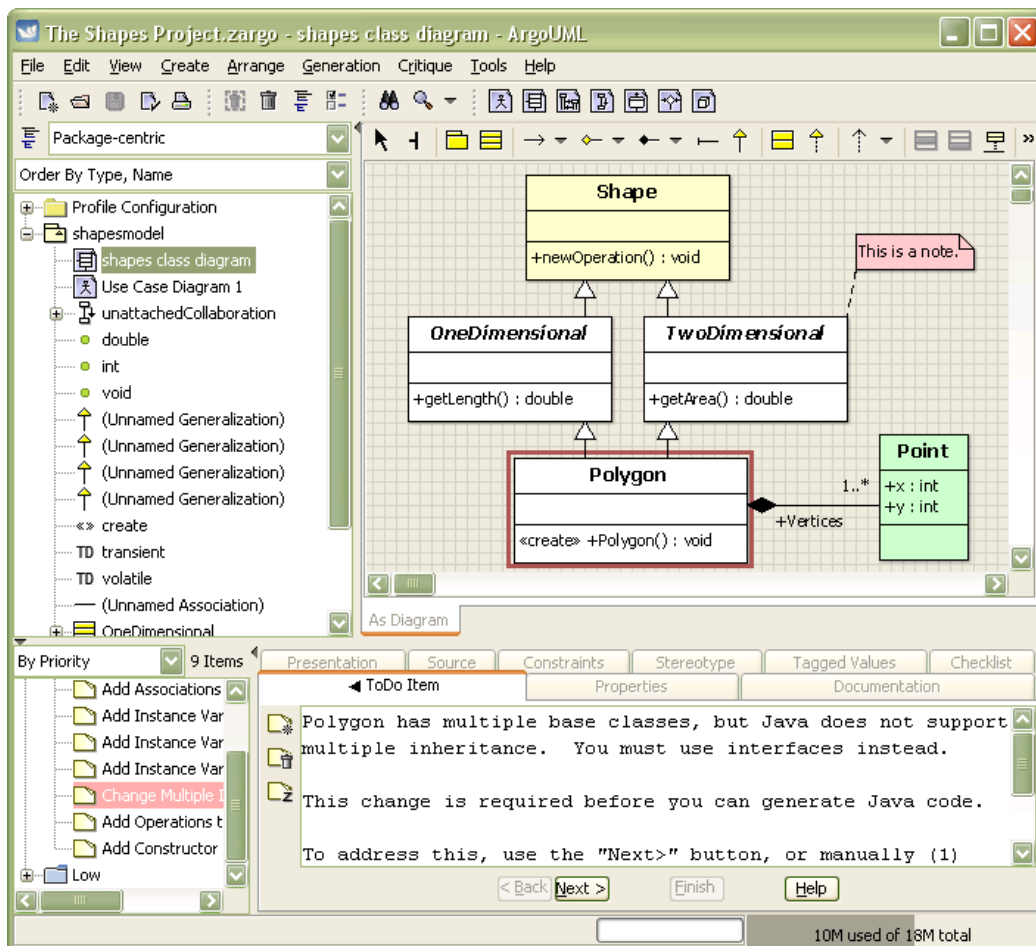 The Shapes Project.zargo - shapes class diagram - ArgoUML
File Edit View Create Arrange Generation Critique Tools Help
Package-centric
Order By Type, Name
Profile Configuration
shapesmodel
shapes class diagram
Use Case Diagram 1
unattachedCollaboration
double
int
void
(Unnamed Generalization)
(Unnamed Generalization)
(Unnamed Generalization)
(Unnamed Generalization)
«» create
TD transient
TD volatile
(Unnamed Association)
OneDimensional
»
Shape
+newOperation() : void
This is a note.
OneDimensional
+getLength() : double
TwoDimensional
+getArea() : double
Polygon
«create» +Polygon() : void
1..*
+Vertices
Point
+x : int
+y : int
As Diagram
By Priority 9 Items
Add Associations
Add Instance Var
Add Instance Var
Add Instance Var
Change Multiple I
Add Operations t
Add Constructor
Low
Presentation Source Constraints Stereotype Tagged Values Checklist
ToDo Item Properties Documentation
Polygon has multiple base classes, but Java does not support
multiple inheritance. You must use interfaces instead.
This change is required before you can generate Java code.
To address this, use the "Next>" button, or manually (1)
< Back Next > Finish Help
10M used of 18M total